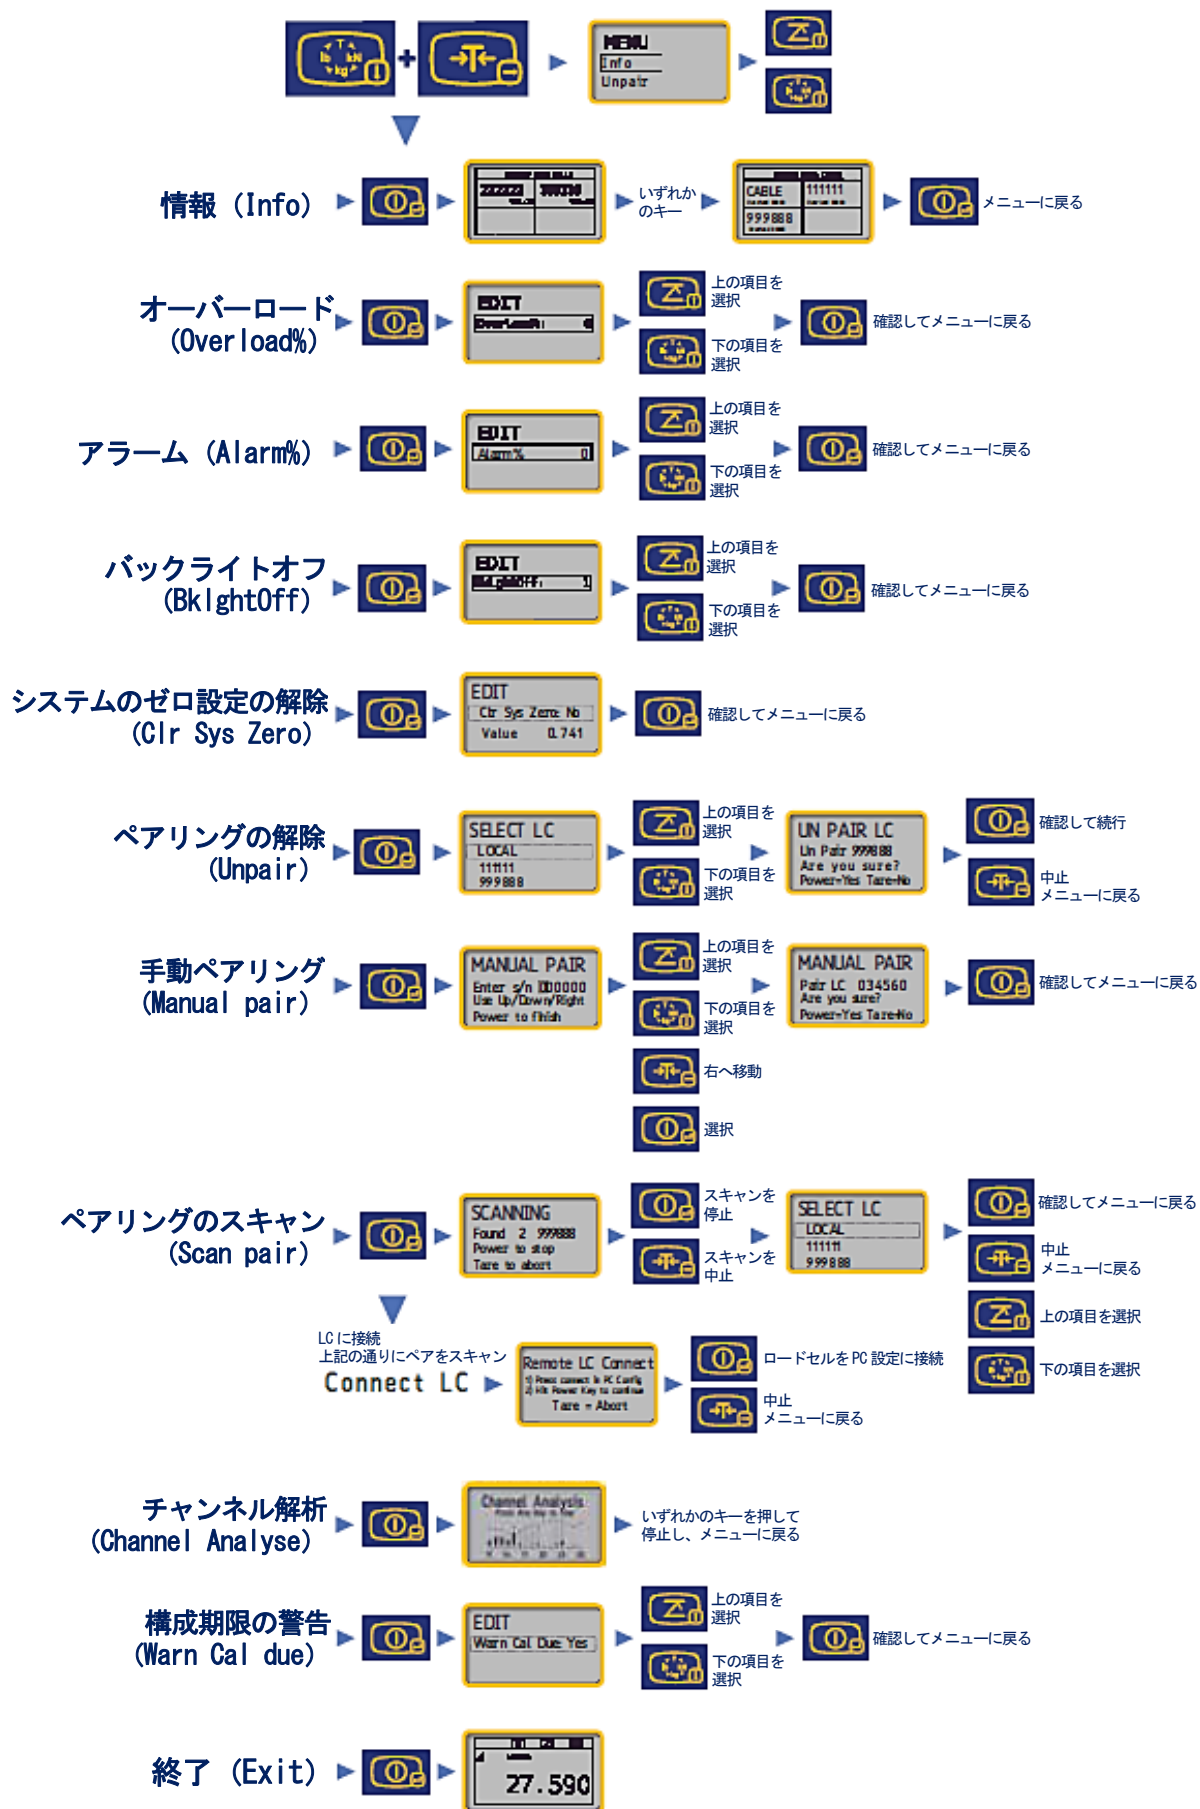 MENU
Info
Unpair
情報 (Info)
いずれか
のキー
CABLE 111111
999888
メニューに戻る
オーバーロード
(Overload%)
EDIT
上の項目を
選択
下の項目を
選択
確認してメニューに戻る
アラーム (Alarm%)
EDIT
Alarm% 0
上の項目を
選択
下の項目を
選択
確認してメニューに戻る
バックライトオフ
(BklghtOff)
EDIT
BklghtOff: 1
上の項目を
選択
下の項目を
選択
確認してメニューに戻る
システムのゼロ設定の解除
(Clr Sys Zero)
EDIT
Clr Sys Zero: No
Value 0.741
確認してメニューに戻る
ペアリングの解除
(Unpair)
SELECT LC
LOCAL
111111
999888
上の項目を
選択
下の項目を
選択
UN PAIR LC
Un Pair 999888
Are you sure?
Power=Yes Tare=No
確認して続行
中止
メニューに戻る
手動ペアリング
(Manual pair)
MANUAL PAIR
Enter s/n 000000
Use Up/Down/Right
Power to finish
上の項目を
選択
下の項目を
選択
右へ移動
選択
MANUAL PAIR
Pair LC 034560
Are you sure?
Power=Yes Tare=No
確認してメニューに戻る
ペアリングのスキャン
(Scan pair)
SCANNING
Found 2 999888
Power to stop
Tare to abort
スキャンを
停止
スキャンを
中止
SELECT LC
LOCAL
111111
999888
確認してメニューに戻る
中止
メニューに戻る
上の項目を選択
下の項目を選択
LCに接続
上記の通りにペアをスキャン
Connect LC
Remote LC Connect
1) Press connect in PC Config
2) Hit Power Key to continue
Tare = Abort
ロードセルをPC設定に接続
中止
メニューに戻る
チャンネル解析
(Channel Analyse)
Channel Analysis
いずれかのキーを押して
停止し、メニューに戻る
構成期限の警告
(Warn Cal due)
EDIT
Warn Cal Due: Yes
上の項目を
選択
下の項目を
選択
確認してメニューに戻る
終了 (Exit)
27.590